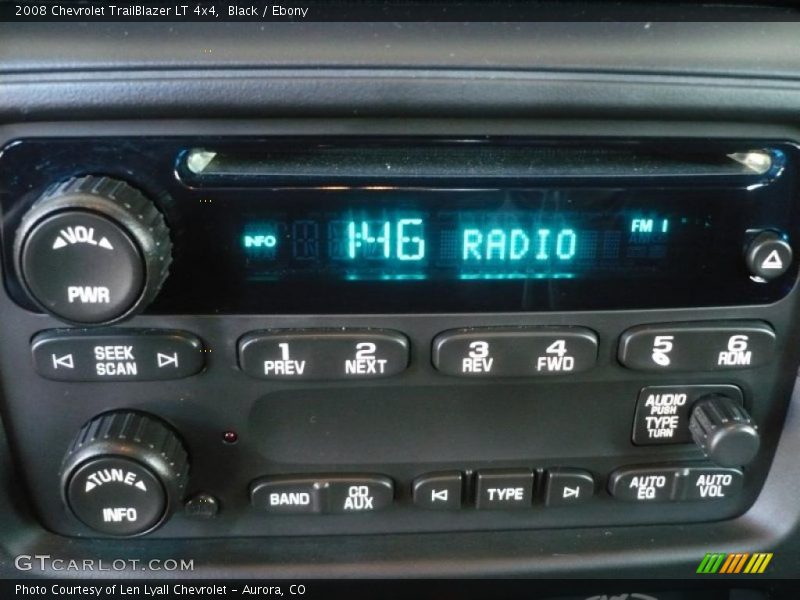 2008 Chevrolet TrailBlazer LT 4x4,  Black / Ebony
VOL
PWR
INFO
1:46
RADIO
FM 1
SEEK
SCAN
1
PREV
2
NEXT
3
REV
4
FWD
5
6
RDM
AUDIO
PUSH
TYPE
TURN
TUNE
INFO
BAND
CD
AUX
TYPE
AUTO
EQ
AUTO
VOL
GTCARLOT.COM
Photo Courtesy of Len Lyall Chevrolet - Aurora, CO